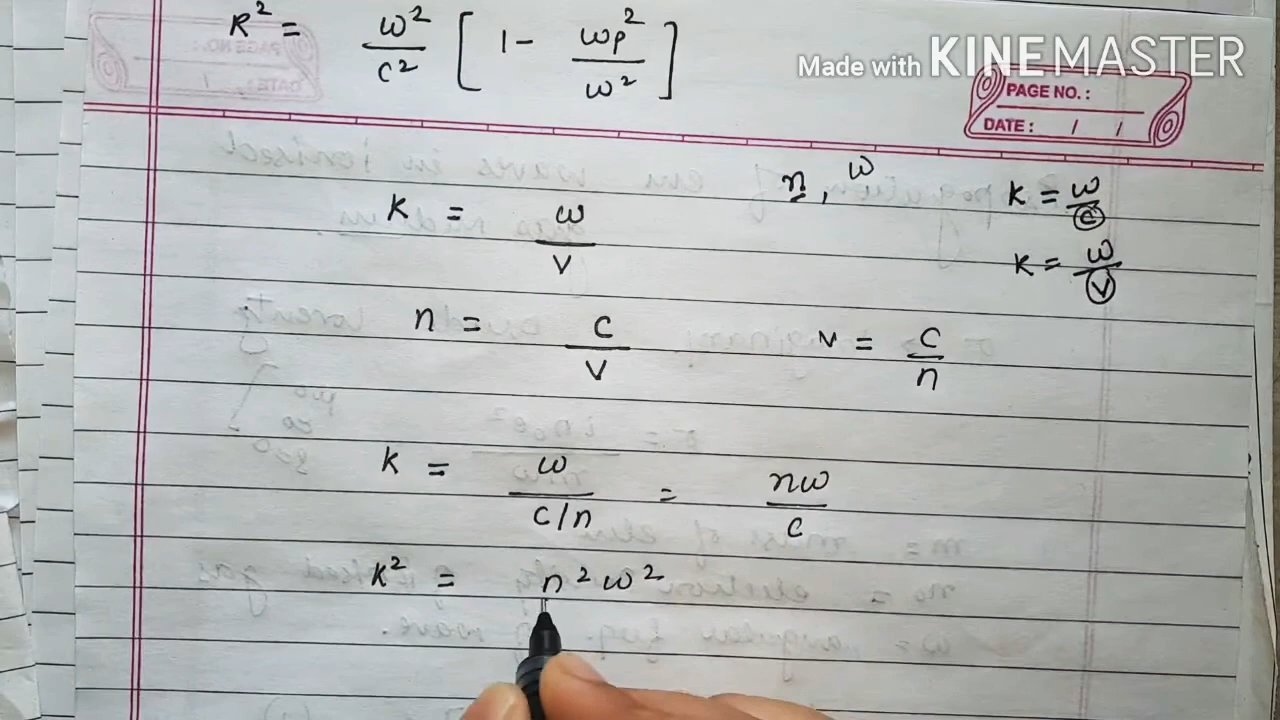 Made with KINEMASTER
K² = ω²/c² [ 1 - ωp²/ω² ]
PAGE NO.:
DATE: / /
n, ω
K = ω/c
K = ω/v
K = ω/v
n = c/v
v = c/n
K = ω/c/n = nω/c
K² = n²ω²